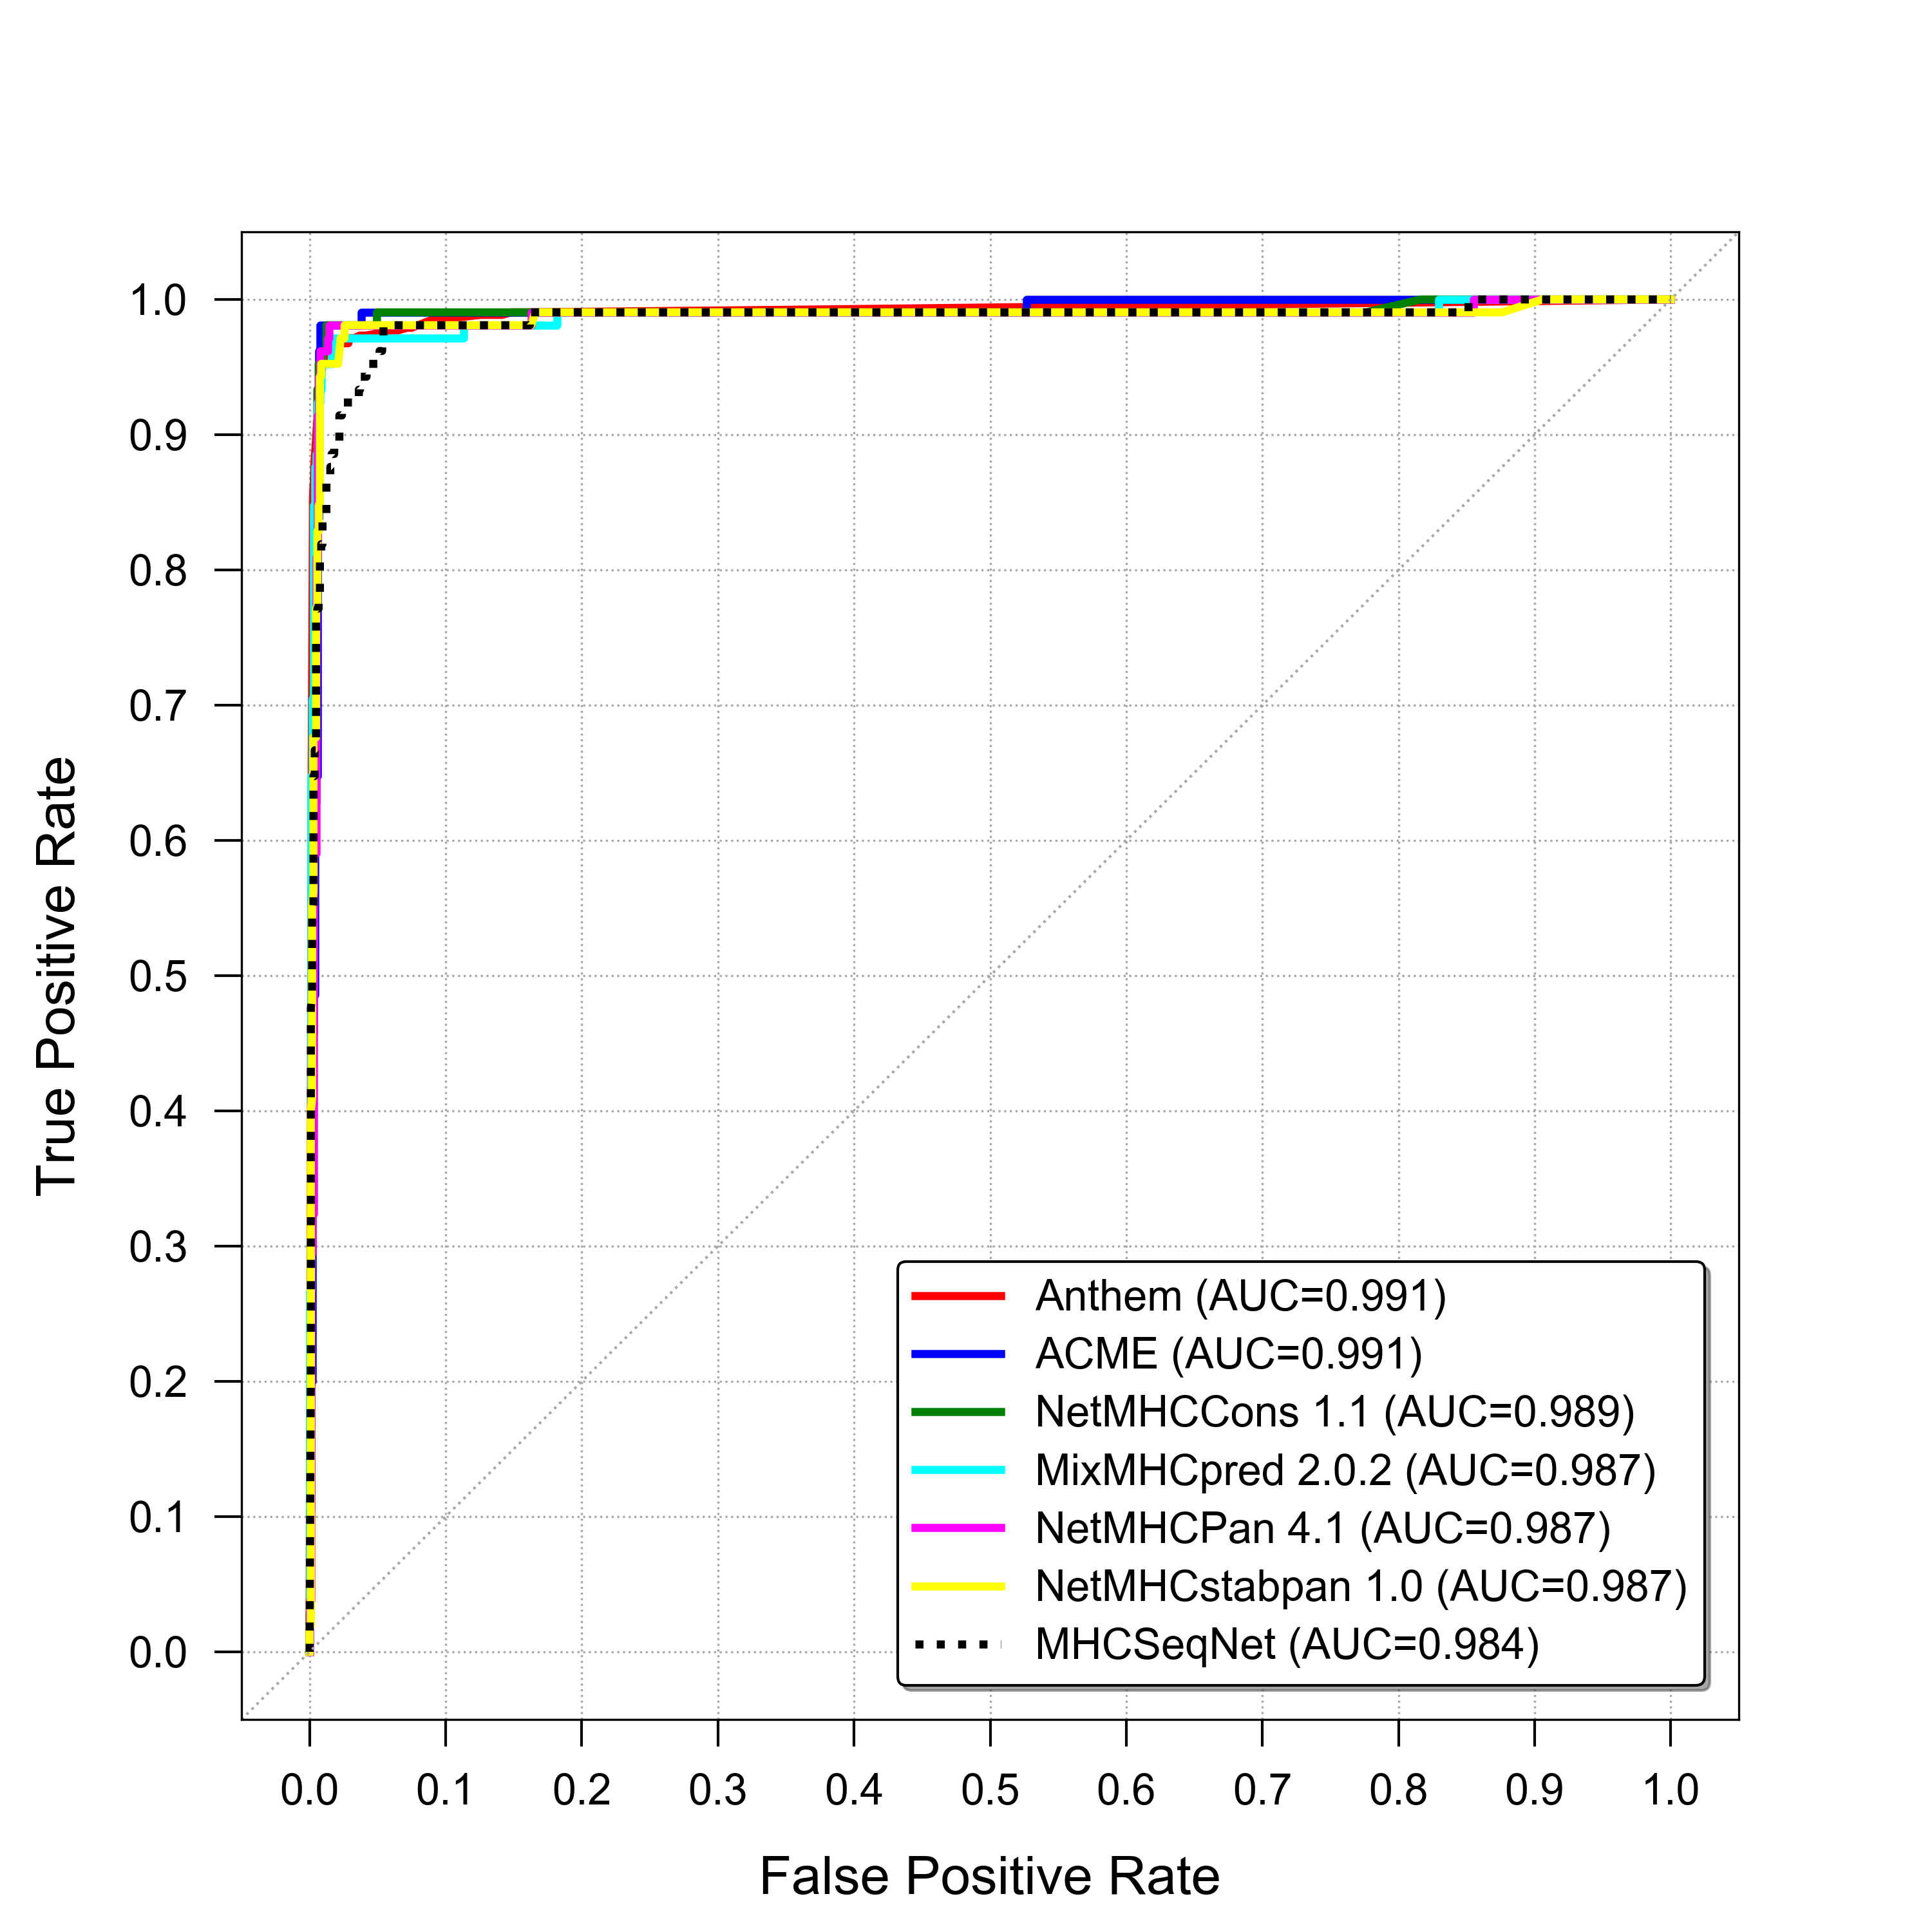 1.0
0.9
0.8
0.7
0.6
0.5
0.4
0.3
0.2
0.1
0.0
True Positive Rate
Anthem (AUC=0.991)
ACME (AUC=0.991)
NetMHCCons 1.1 (AUC=0.989)
MixMHCpred 2.0.2 (AUC=0.987)
NetMHCPan 4.1 (AUC=0.987)
NetMHCstabpan 1.0 (AUC=0.987)
MHCSeqNet (AUC=0.984)
0.0 0.1 0.2 0.3 0.4 0.5 0.6 0.7 0.8 0.9 1.0
False Positive Rate